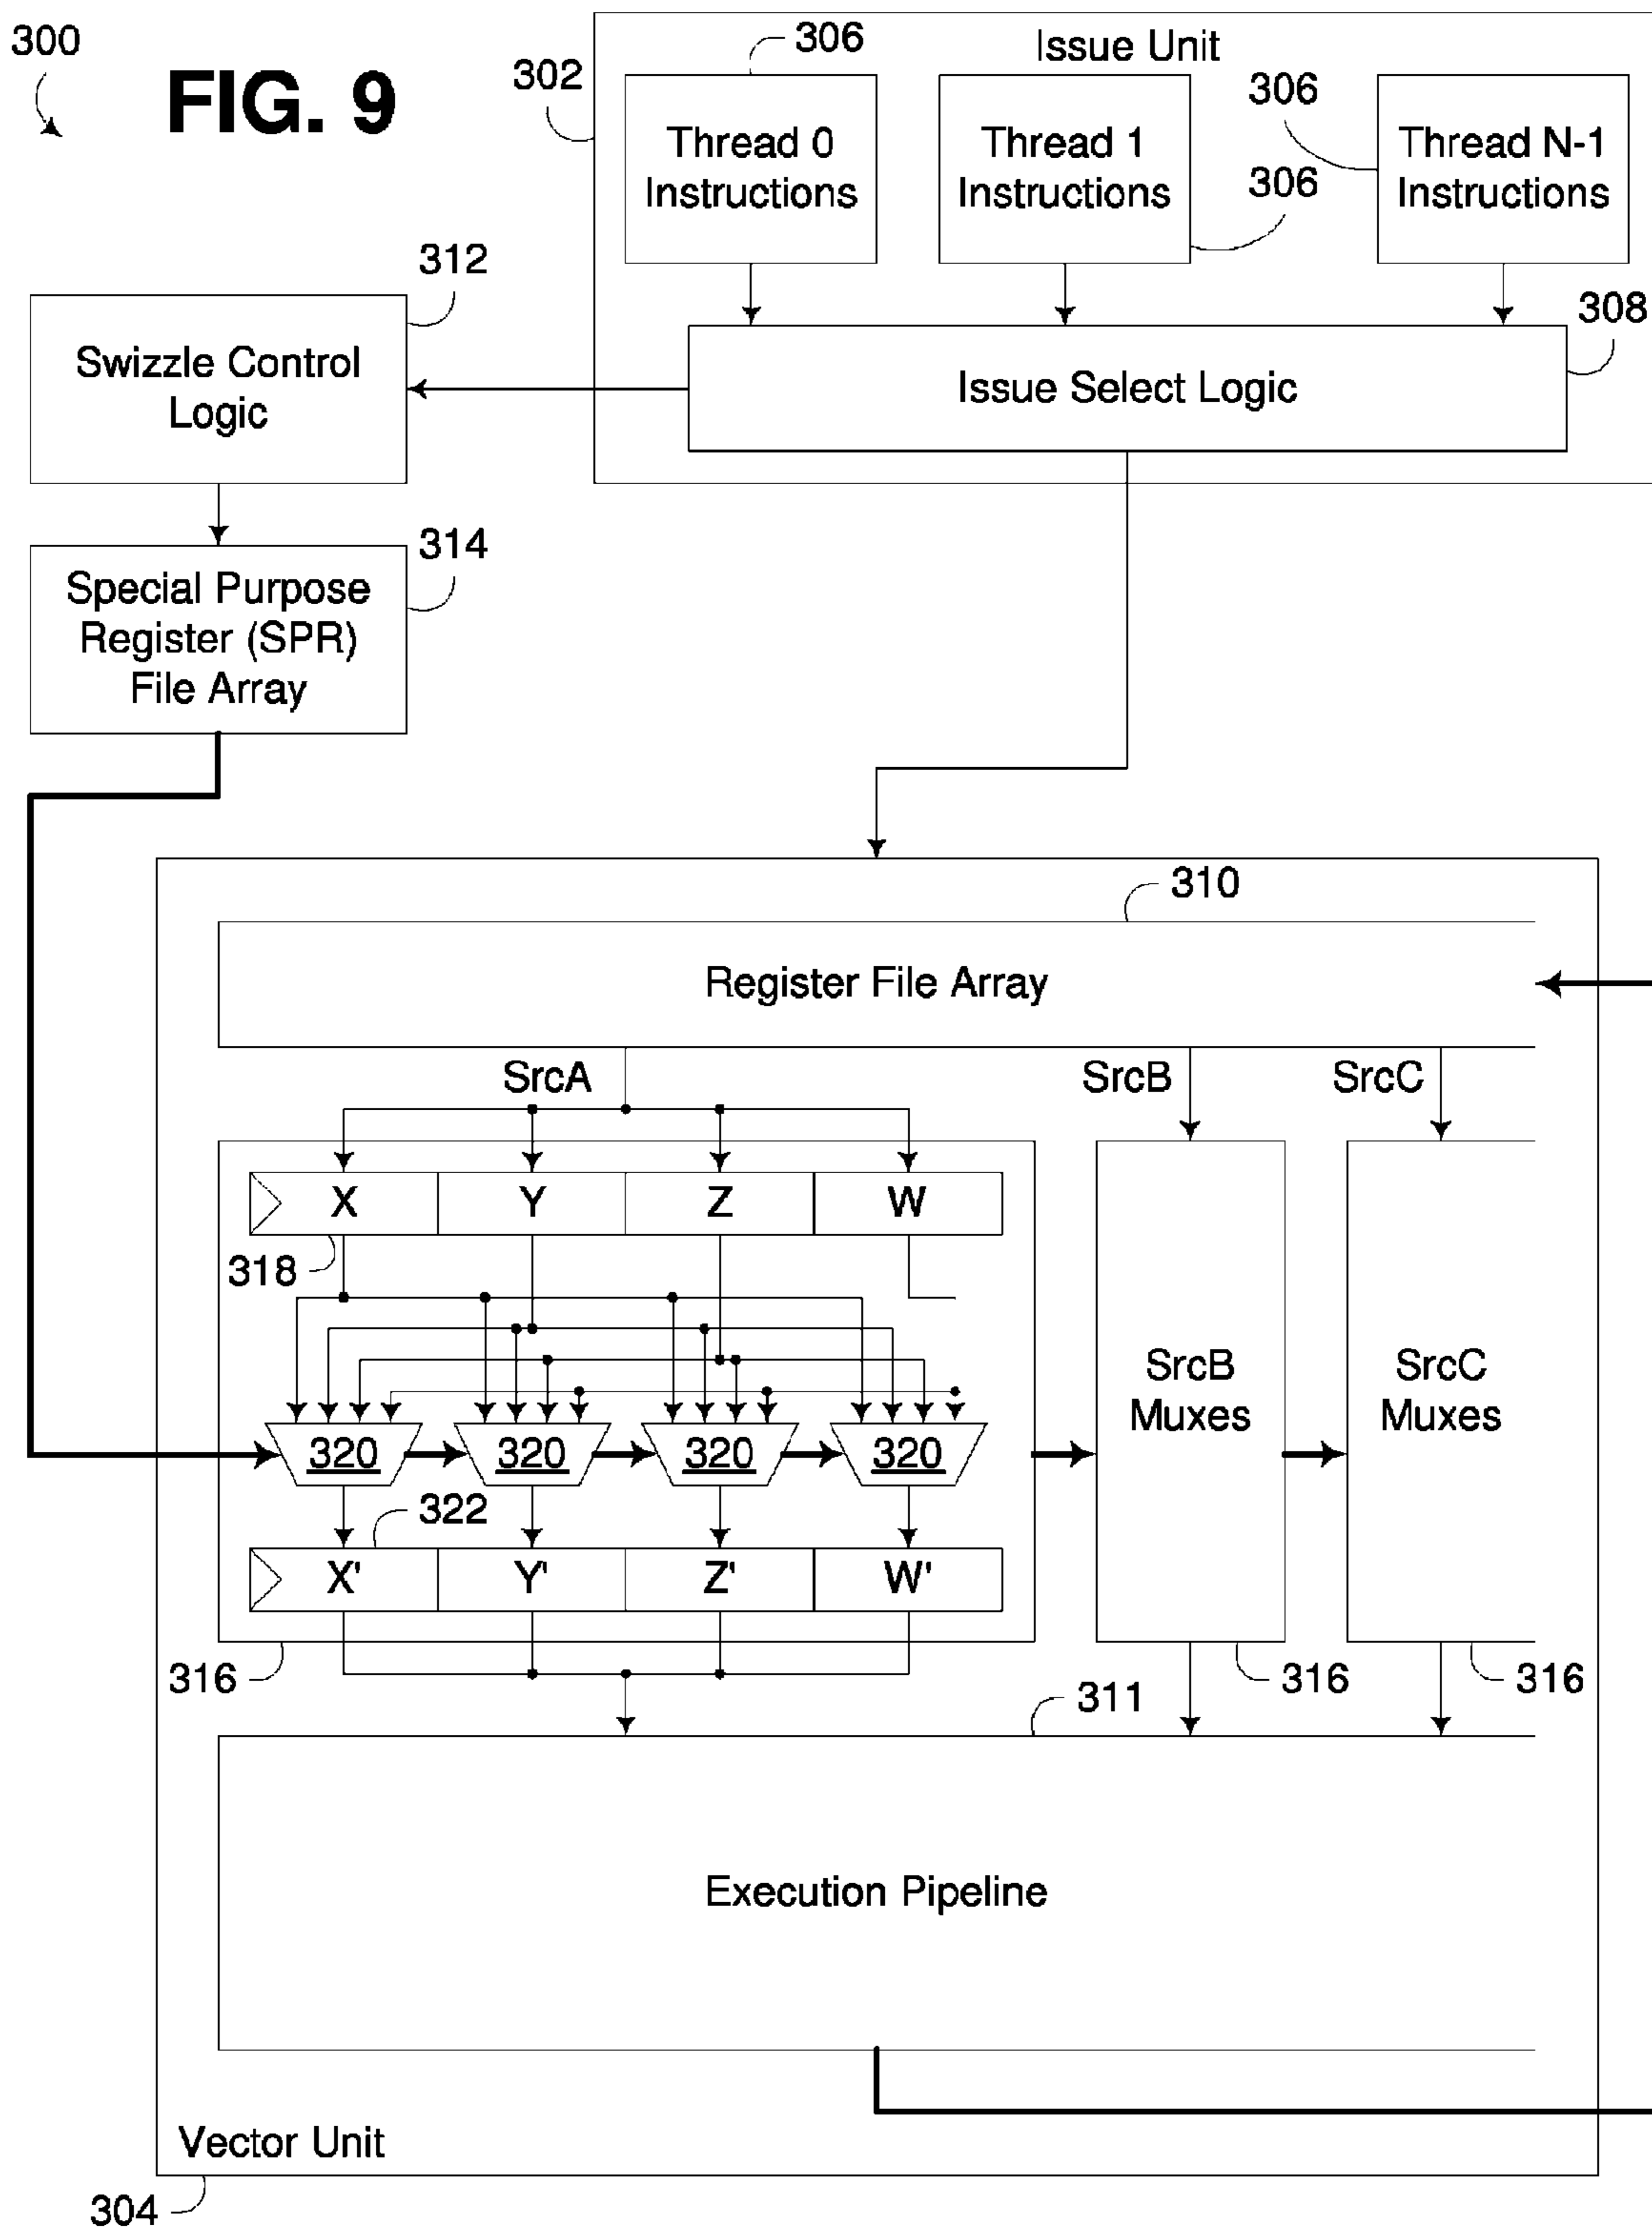 300
FIG. 9
302
306
Issue Unit
306
306
Thread 0
Instructions
Thread 1
Instructions
Thread N-1
Instructions
312
308
Swizzle Control
Logic
Issue Select Logic
314
Special Purpose
Register (SPR)
File Array
310
Register File Array
SrcA
SrcB
SrcC
X
Y
Z
W
318
SrcB
Muxes
SrcC
Muxes
320
320
320
320
322
X'
Y'
Z'
W'
316
316
316
311
Execution Pipeline
Vector Unit
304